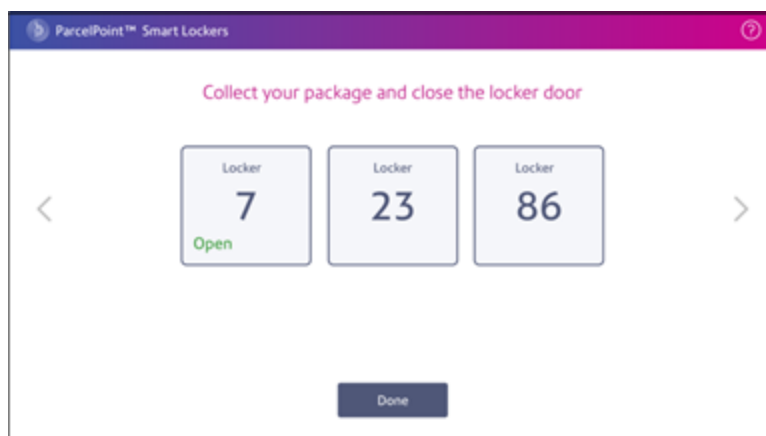 ParcelPoint™ Smart Lockers
Collect your package and close the locker door
Locker
7
Open
Locker
23
Locker
86
Done